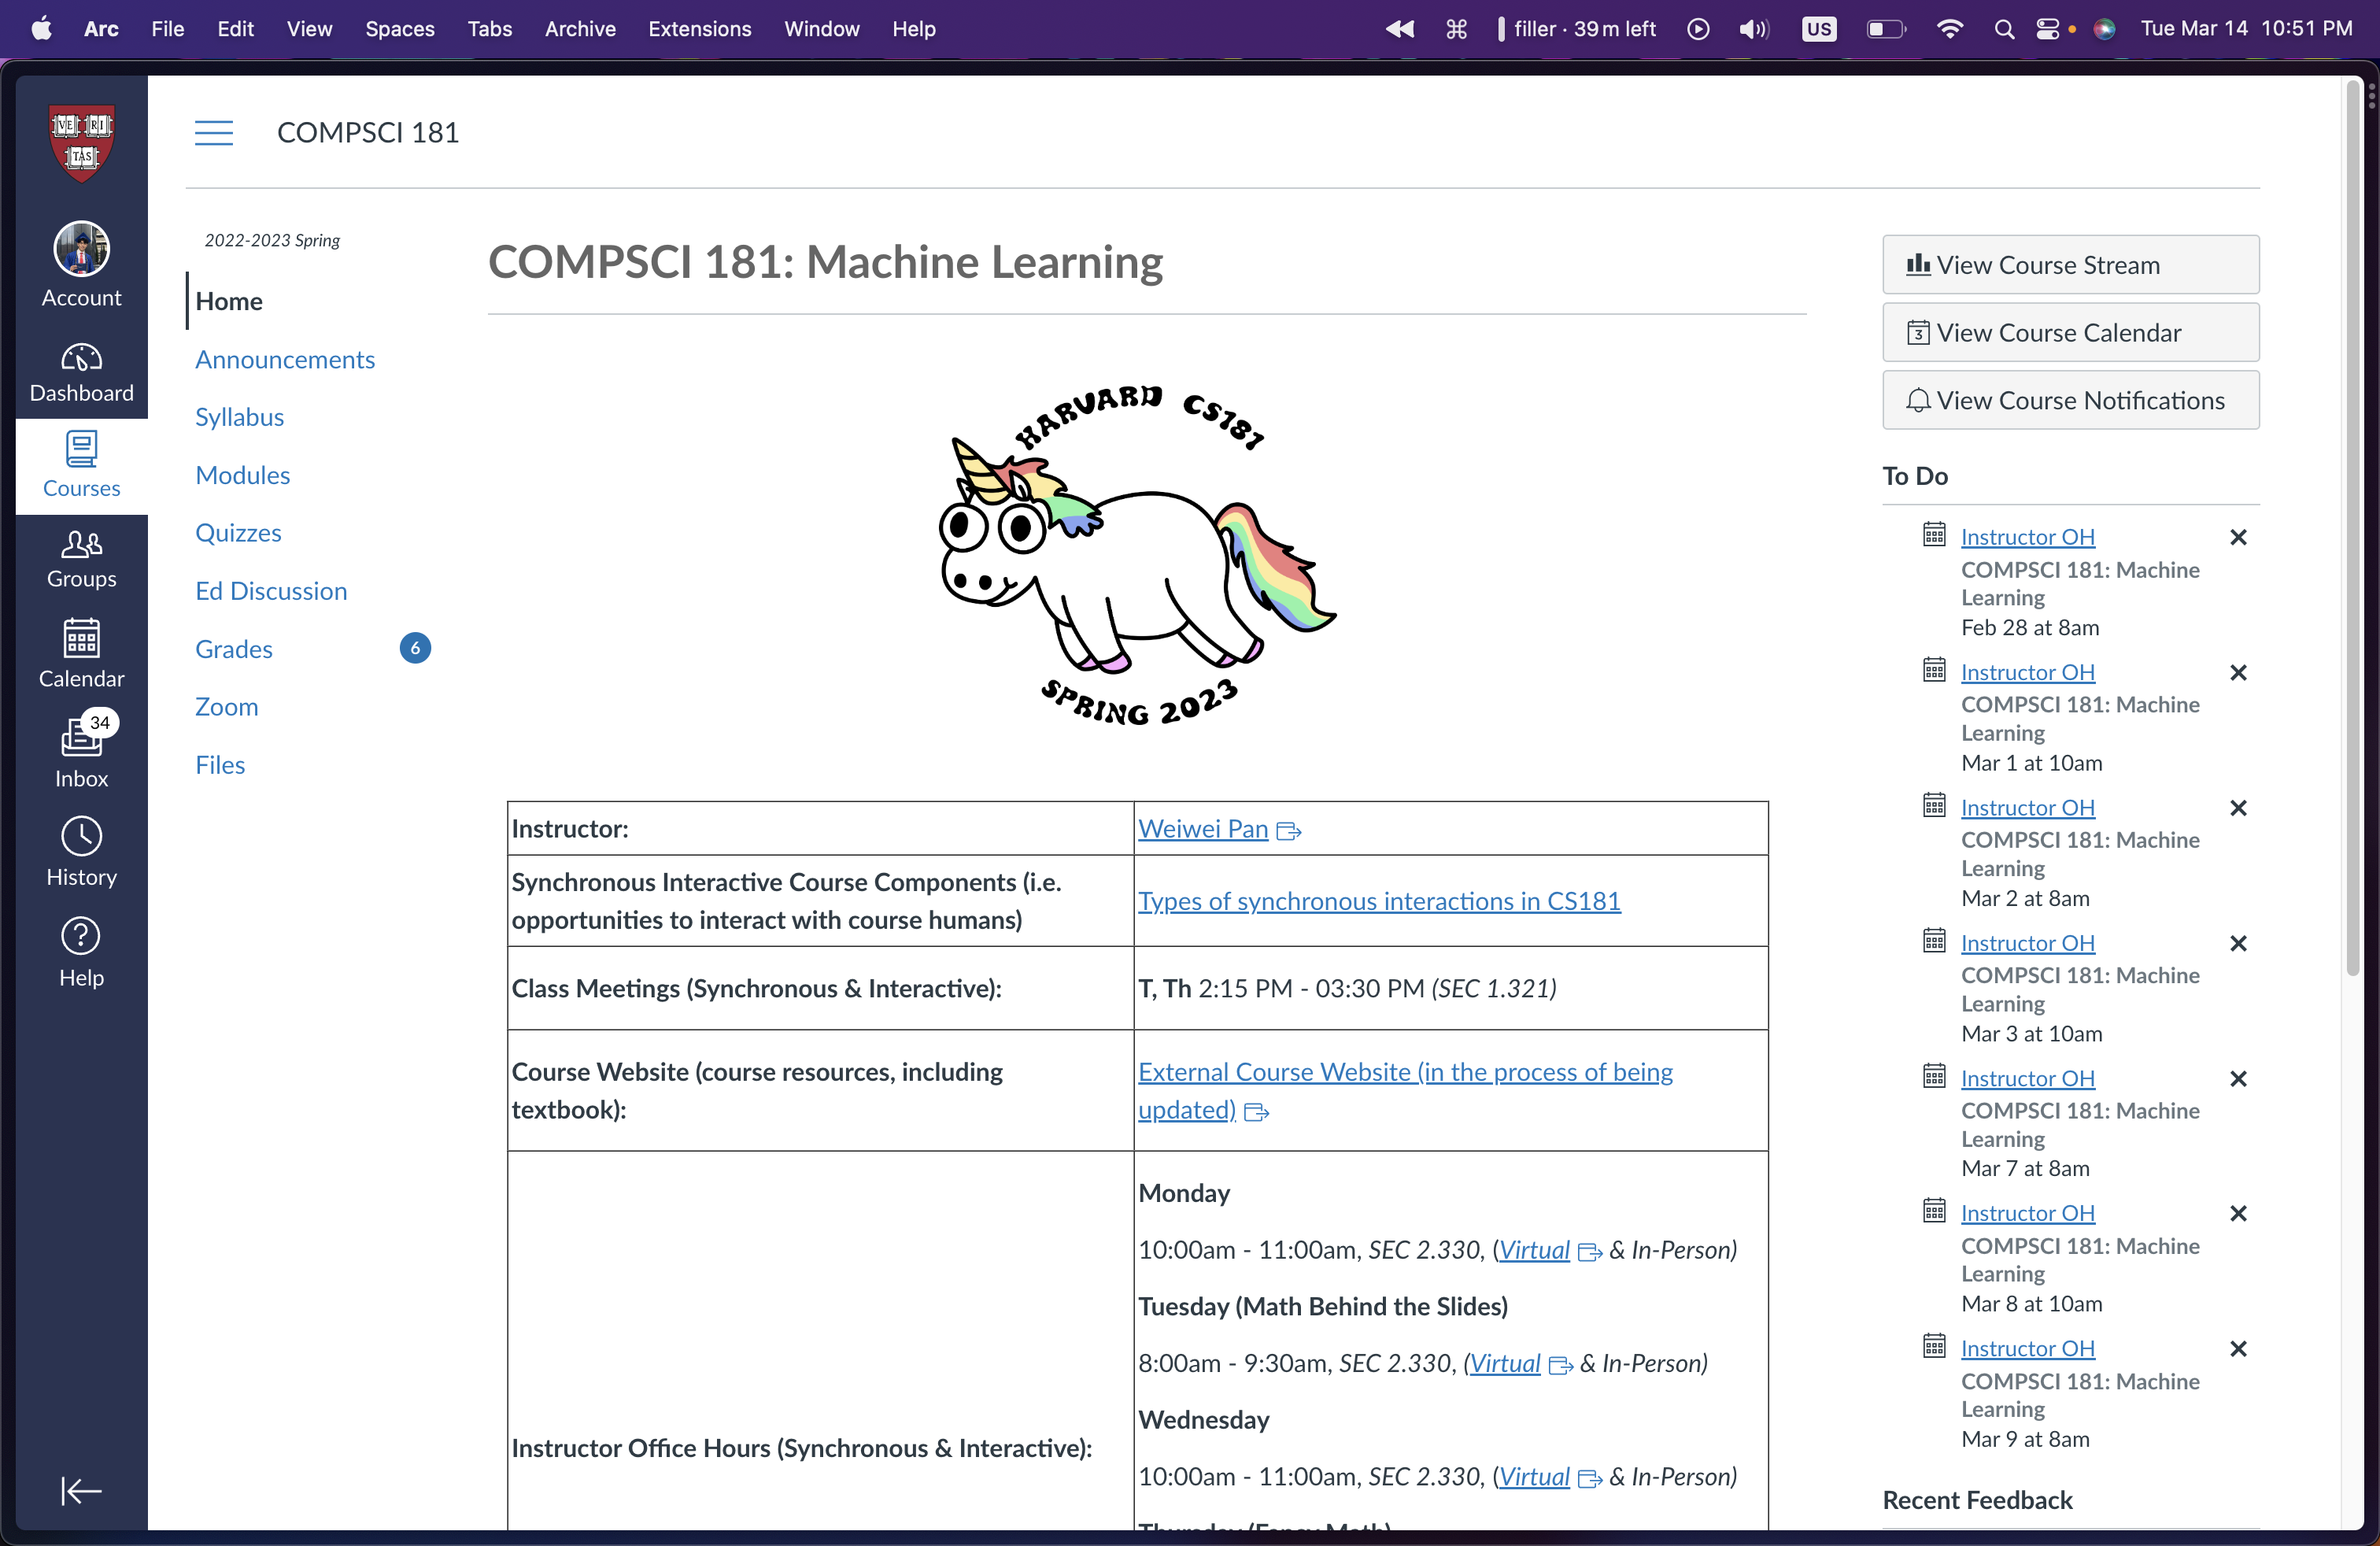 Arc File Edit View Spaces Tabs Archive Extensions Window Help
filler · 39 m left US Tue Mar 14 10:51 PM
VE RI
TAS
Account
Dashboard
Courses
Groups
Calendar
34
Inbox
History
Help
COMPSCI 181
2022-2023 Spring
Home
Announcements
Syllabus
Modules
Quizzes
Ed Discussion
Grades 6
Zoom
Files
COMPSCI 181: Machine Learning
HARVARD CS181
SPRING 2023
Instructor:
Weiwei Pan
Synchronous Interactive Course Components (i.e.
opportunities to interact with course humans)
Types of synchronous interactions in CS181
Class Meetings (Synchronous & Interactive):
T, Th 2:15 PM - 03:30 PM (SEC 1.321)
Course Website (course resources, including
textbook):
External Course Website (in the process of being
updated)
Instructor Office Hours (Synchronous & Interactive):
Monday
10:00am - 11:00am, SEC 2.330, (Virtual & In-Person)
Tuesday (Math Behind the Slides)
8:00am - 9:30am, SEC 2.330, (Virtual & In-Person)
Wednesday
10:00am - 11:00am, SEC 2.330, (Virtual & In-Person)
Thursday (Fancy Math)
View Course Stream
3 View Course Calendar
View Course Notifications
To Do
Instructor OH
COMPSCI 181: Machine
Learning
Feb 28 at 8am
Instructor OH
COMPSCI 181: Machine
Learning
Mar 1 at 10am
Instructor OH
COMPSCI 181: Machine
Learning
Mar 2 at 8am
Instructor OH
COMPSCI 181: Machine
Learning
Mar 3 at 10am
Instructor OH
COMPSCI 181: Machine
Learning
Mar 7 at 8am
Instructor OH
COMPSCI 181: Machine
Learning
Mar 8 at 10am
Instructor OH
COMPSCI 181: Machine
Learning
Mar 9 at 8am
Recent Feedback